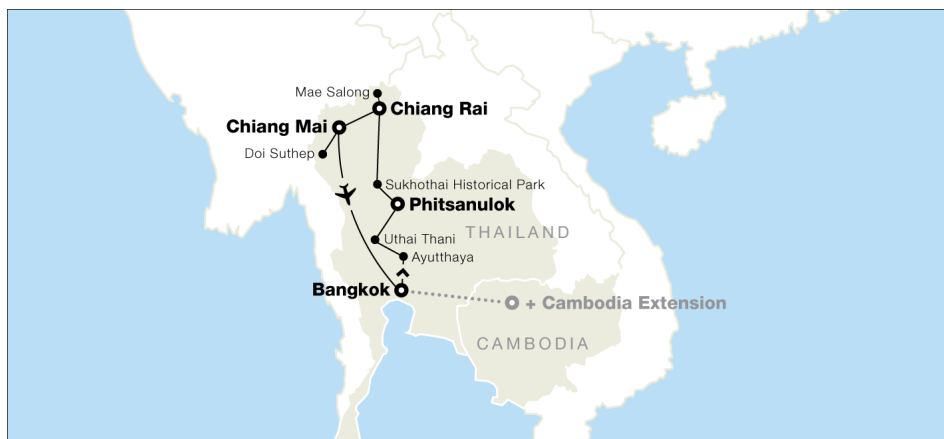 Mae Salong
Chiang Rai
Chiang Mai
Doi Suthep
Sukhothai Historical Park
Phitsanulok
THAILAND
Uthai Thani
Ayutthaya
Bangkok
+ Cambodia Extension
CAMBODIA